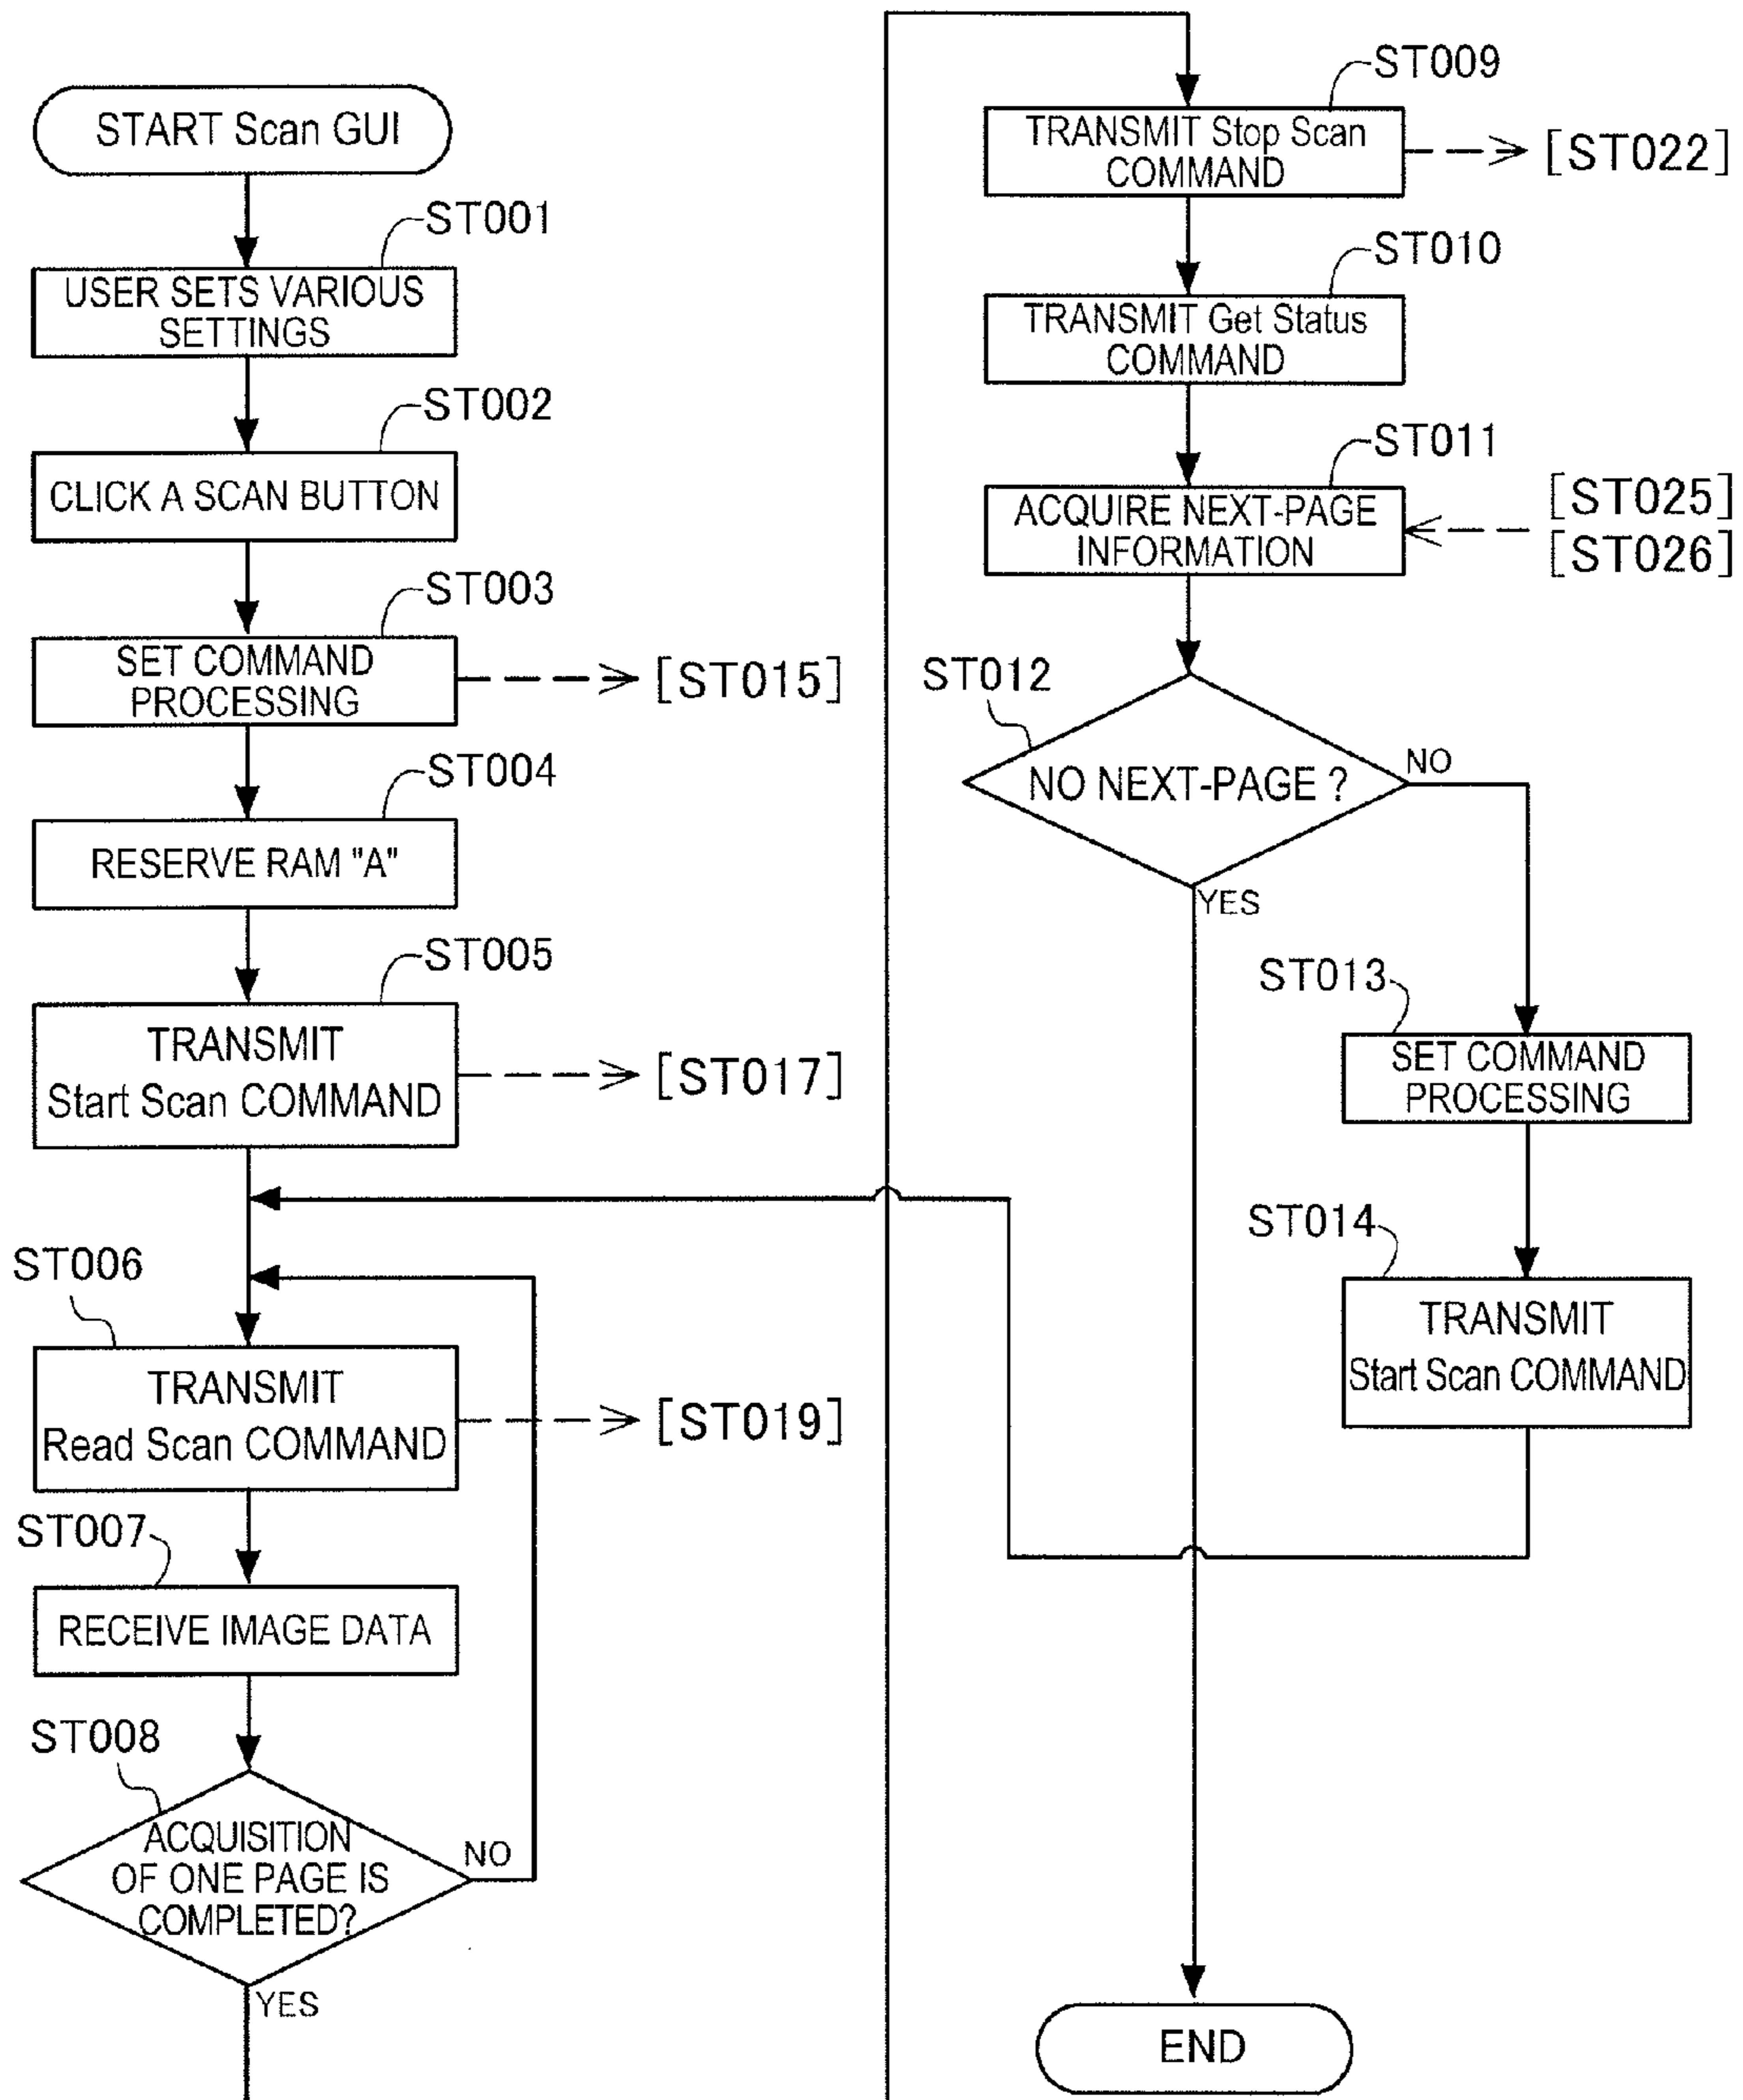 START Scan GUI
ST001
USER SETS VARIOUS
SETTINGS
ST002
CLICK A SCAN BUTTON
ST003
SET COMMAND
PROCESSING
[ST015]
ST004
RESERVE RAM "A"
ST005
TRANSMIT
Start Scan COMMAND
[ST017]
ST006
TRANSMIT
Read Scan COMMAND
[ST019]
ST007
RECEIVE IMAGE DATA
ST008
ACQUISITION
OF ONE PAGE IS
COMPLETED?
NO
YES
ST009
TRANSMIT Stop Scan
COMMAND
[ST022]
ST010
TRANSMIT Get Status
COMMAND
ST011
ACQUIRE NEXT-PAGE
INFORMATION
[ST025]
[ST026]
ST012
NO NEXT-PAGE ?
NO
YES
ST013
SET COMMAND
PROCESSING
ST014
TRANSMIT
Start Scan COMMAND
END